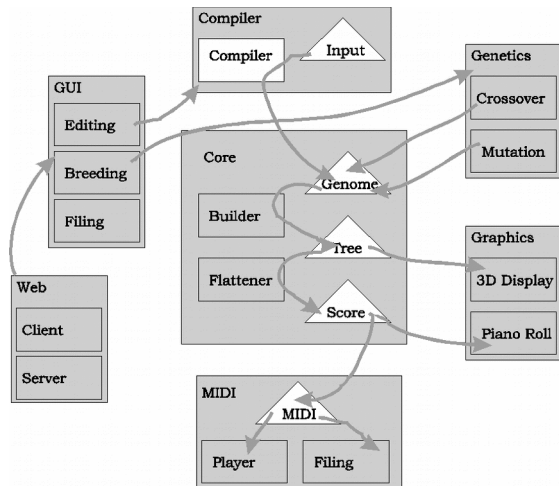 Compiler
Compiler
Input
GUI
Editing
Breeding
Filing
Genetics
Crossover
Mutation
Core
Genome
Builder
Tree
Flattener
Score
Graphics
3D Display
Piano Roll
Web
Client
Server
MIDI
MIDI
Player
Filing